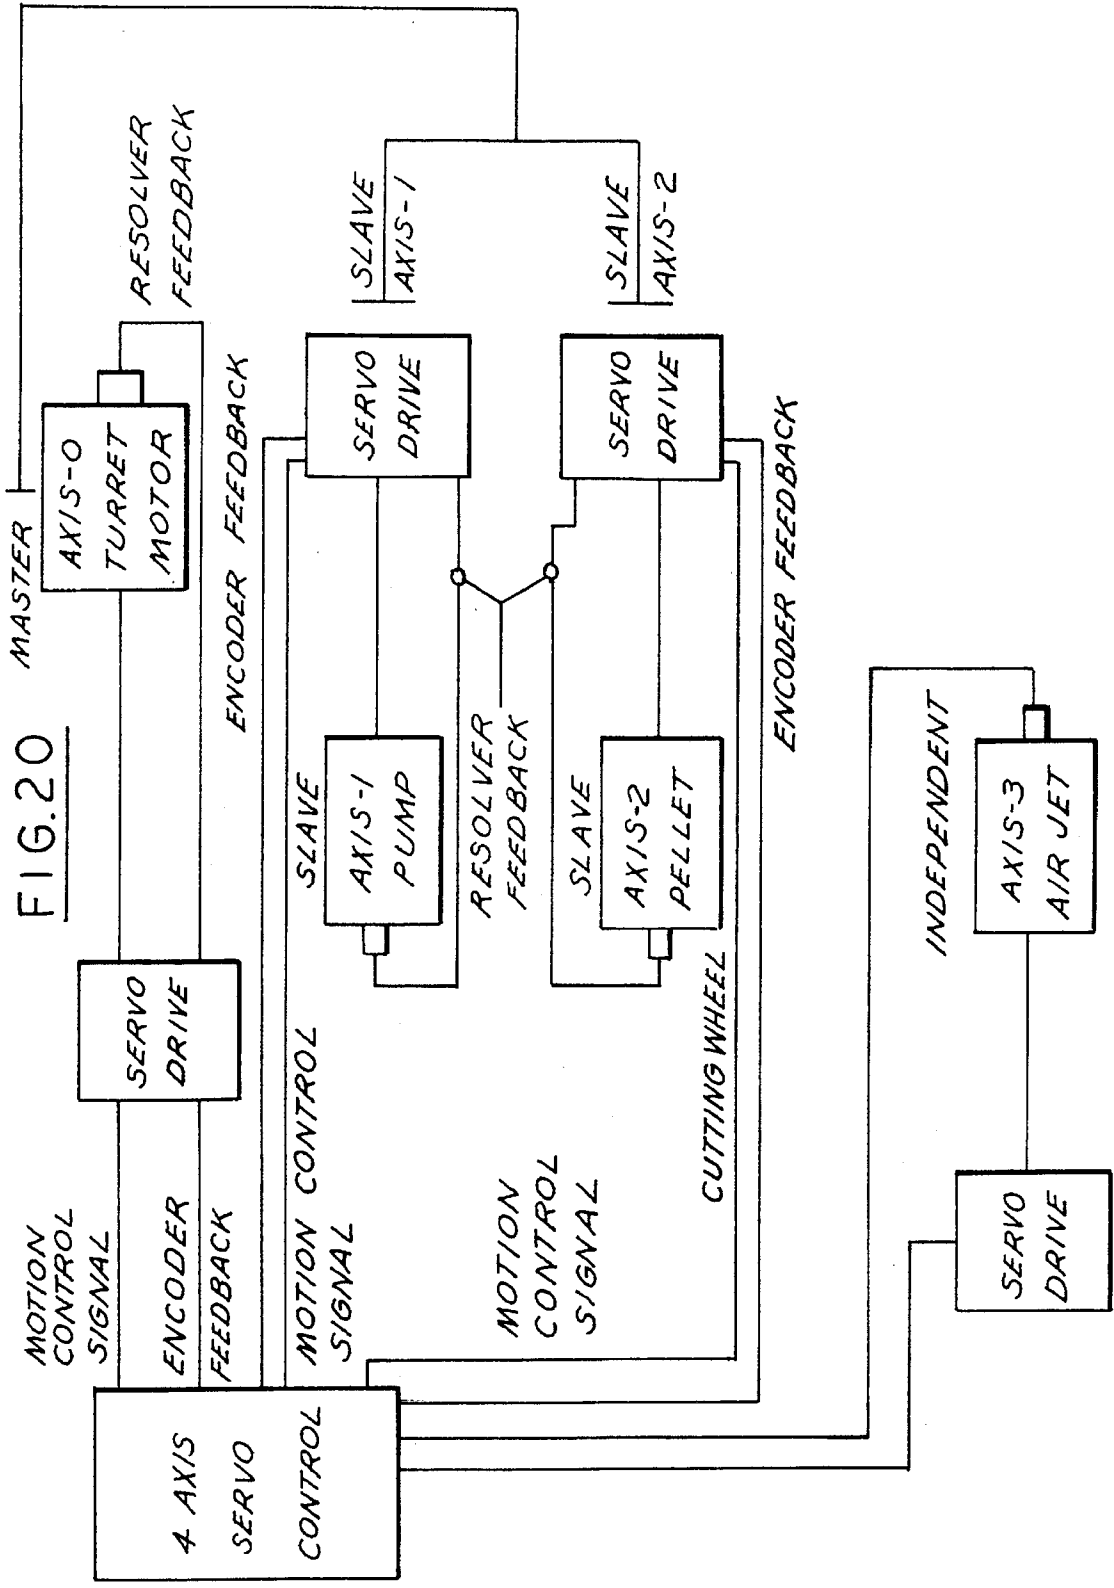 FIG.20
MASTER
MOTION
CONTROL
SIGNAL
ENCODER
FEEDBACK
SERVO
DRIVE
AXIS-0
TURRET
MOTOR
RESOLVER
FEEDBACK
4 AXIS
SERVO
CONTROL
ENCODER FEEDBACK
MOTION CONTROL
SIGNAL
SLAVE
AXIS-1
PUMP
SERVO
DRIVE
SLAVE
AXIS-1
RESOLVER
FEEDBACK
SLAVE
AXIS-2
PELLET
SERVO
DRIVE
SLAVE
AXIS-2
MOTION
CONTROL
SIGNAL
CUTTING WHEEL
ENCODER FEEDBACK
INDEPENDENT
AXIS-3
AIR JET
SERVO
DRIVE